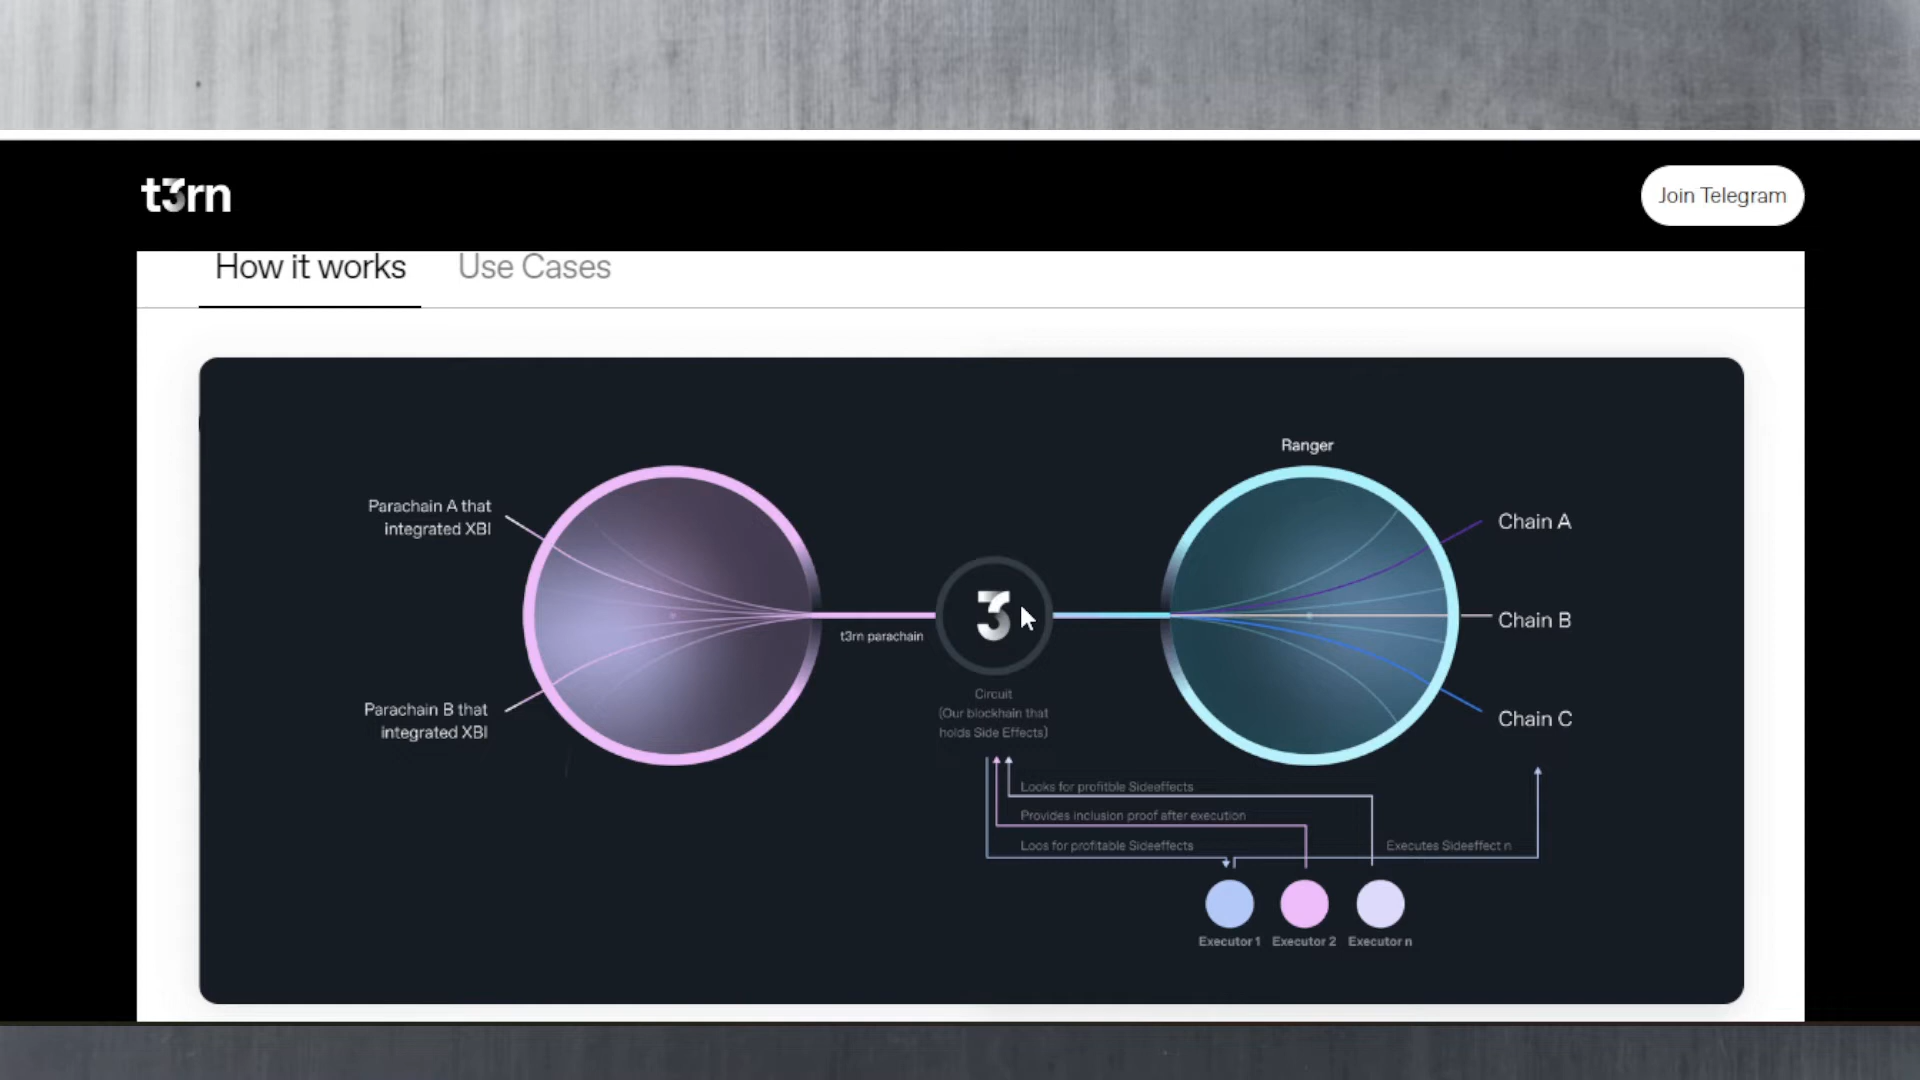 t3rn
Join Telegram
How it works
Use Cases
Ranger
Parachain A that
integrated XBI
Chain A
3
t3rn parachain
Chain B
Circuit
(Our blockhain that
holds Side Effects)
Parachain B that
integrated XBI
Chain C
Looks for profitble Sideeffects
Provides inclusion proof after execution
Loos for profitable Sideeffects
Executes Sideeffect n
Executor 1
Executor 2
Executor n